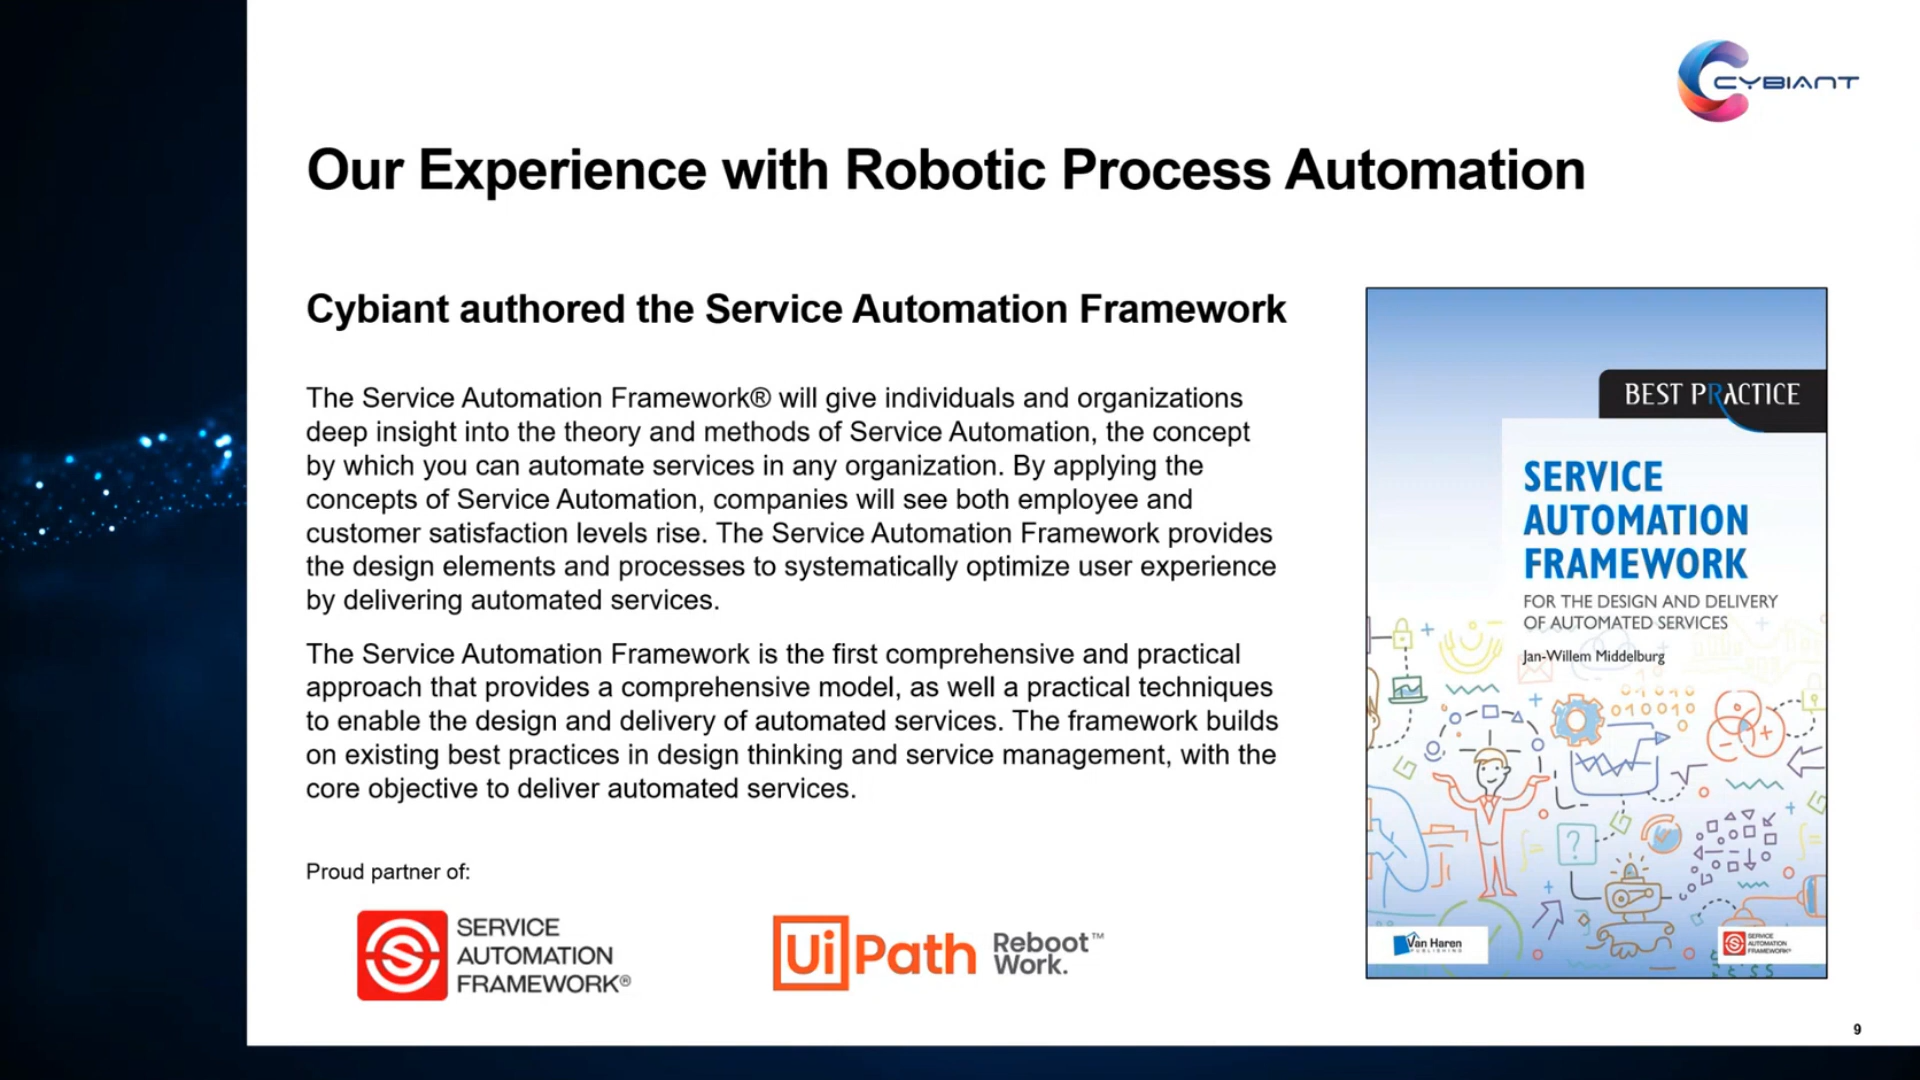 CYBIANT
Our Experience with Robotic Process Automation
Cybiant authored the Service Automation Framework
The Service Automation Framework® will give individuals and organizations
deep insight into the theory and methods of Service Automation, the concept
by which you can automate services in any organization. By applying the
concepts of Service Automation, companies will see both employee and
customer satisfaction levels rise. The Service Automation Framework provides
the design elements and processes to systematically optimize user experience
by delivering automated services.
The Service Automation Framework is the first comprehensive and practical
approach that provides a comprehensive model, as well a practical techniques
to enable the design and delivery of automated services. The framework builds
on existing best practices in design thinking and service management, with the
core objective to deliver automated services.
Proud partner of:
SERVICE
AUTOMATION
FRAMEWORK®
UiPath
Reboot™
Work.
BEST PRACTICE
SERVICE
AUTOMATION
FRAMEWORK
FOR THE DESIGN AND DELIVERY
OF AUTOMATED SERVICES
Jan-Willem Middelburg
010010
?
Van Haren
PUBLISHING
SERVICE
AUTOMATION
FRAMEWORK®
9